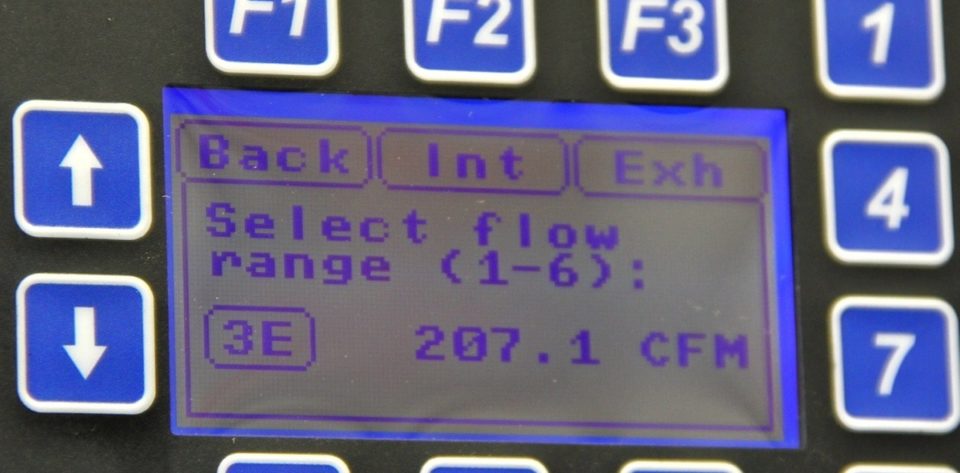 F1 F2 F3 1
Back Int Exh
4
Select flow
range (1-6):
7
3E 207.1 CFM